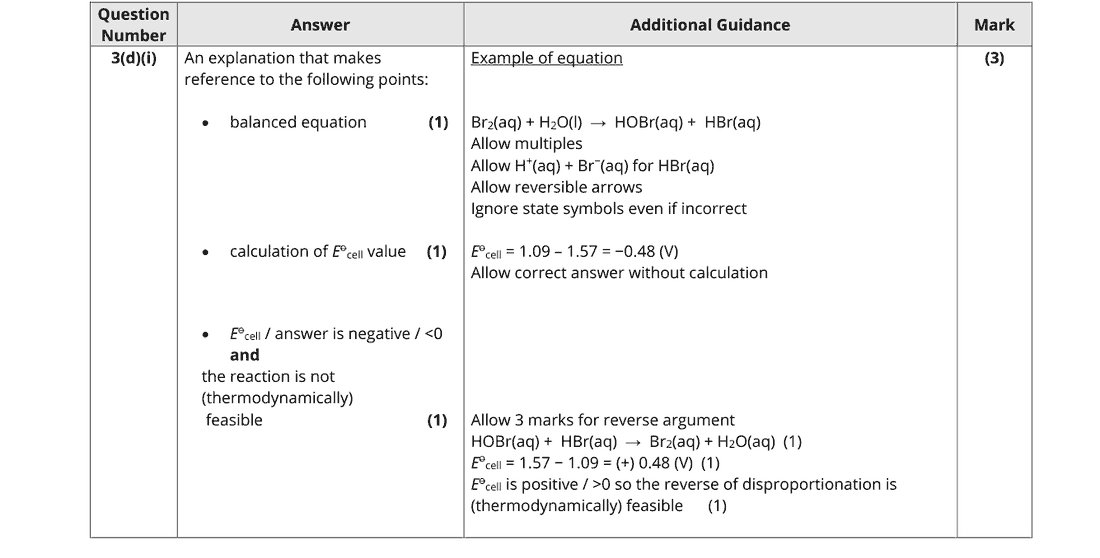 Question Number
Answer
Additional Guidance
Mark
3(d)(i)
An explanation that makes
reference to the following points:
• balanced equation (1)
• calculation of E⦵cell value (1)
• E⦵cell / answer is negative / <0
and
the reaction is not
(thermodynamically)
feasible (1)
Example of equation
Br₂(aq) + H₂O(l) → HOBr(aq) + HBr(aq)
Allow multiples
Allow H⁺(aq) + Br⁻(aq) for HBr(aq)
Allow reversible arrows
Ignore state symbols even if incorrect
E⦵cell = 1.09 – 1.57 = −0.48 (V)
Allow correct answer without calculation
Allow 3 marks for reverse argument
HOBr(aq) + HBr(aq) → Br₂(aq) + H₂O(aq) (1)
E⦵cell = 1.57 − 1.09 = (+) 0.48 (V) (1)
E⦵cell is positive / >0 so the reverse of disproportionation is
(thermodynamically) feasible (1)
(3)